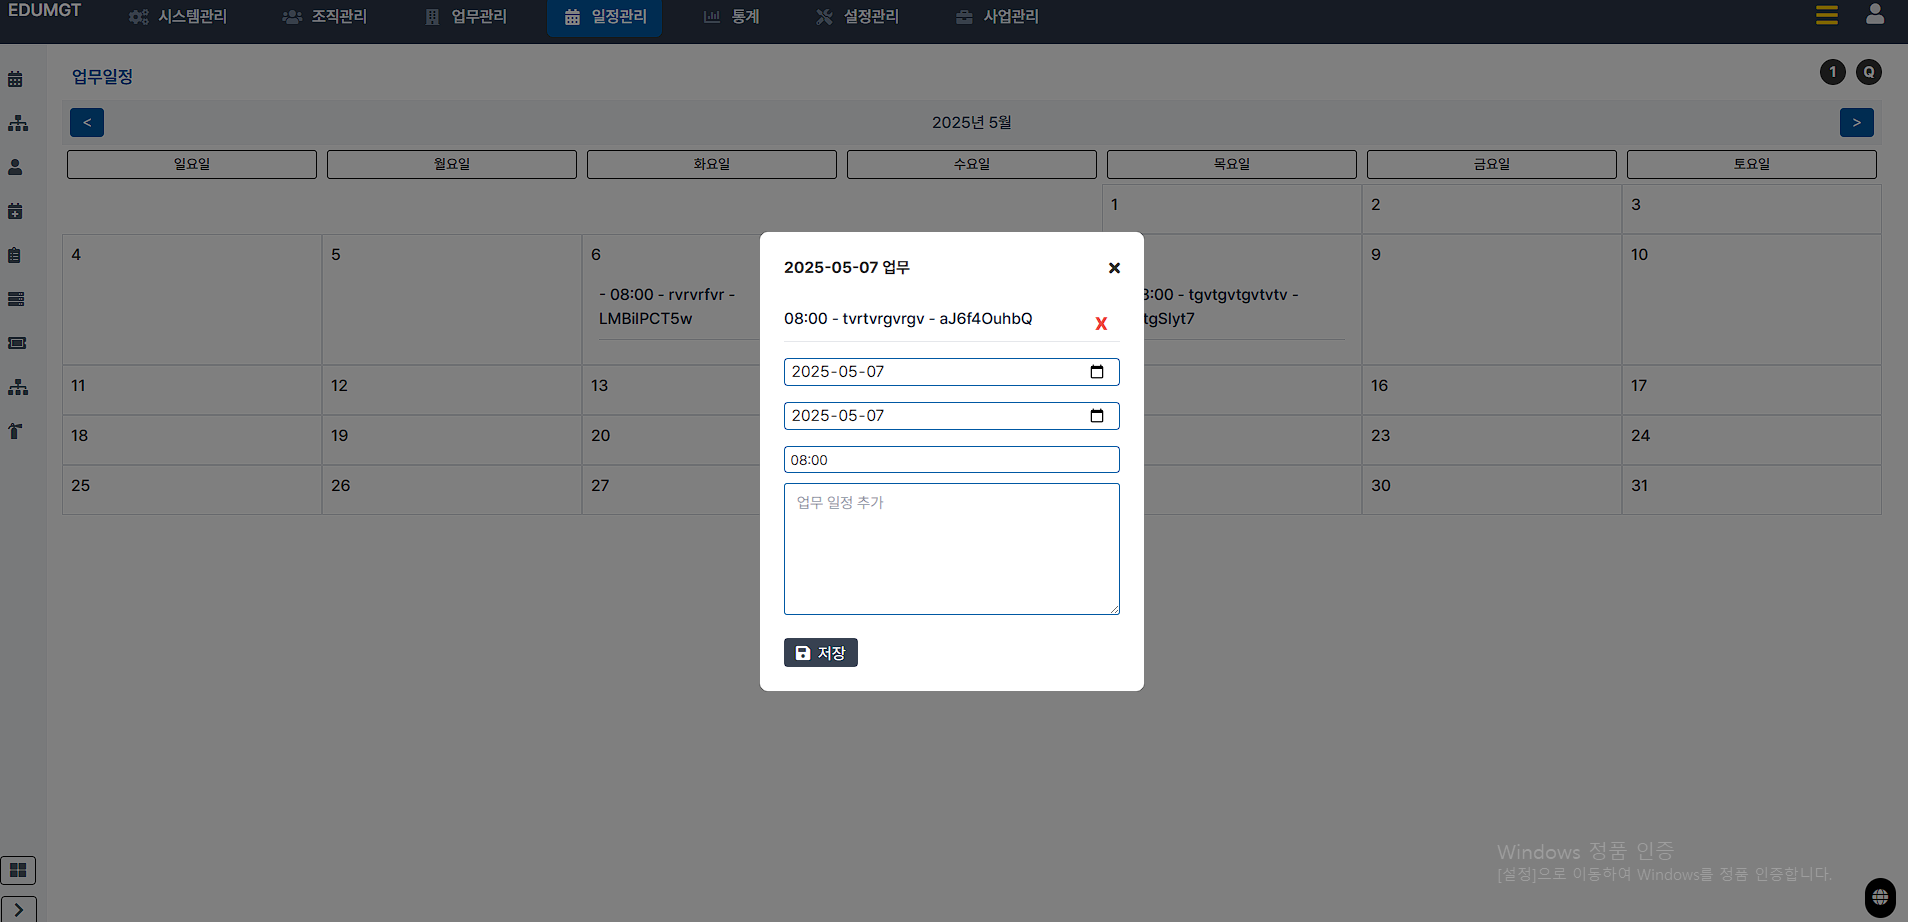 EDUMGT 시스템관리 조직관리 업무관리 일정관리 통계 설정관리 사업관리
업무일정 1 Q
< 2025년 5월 >
일요일 월요일 화요일 수요일 목요일 금요일 토요일
1 2 3
4 5 6 9 10
- 08:00 - rvrvrfvr -
LMBilPCT5w
:00 - tgvtgvtgvtvtv -
tgSlyt7
11 12 13 16 17
18 19 20 23 24
25 26 27 30 31
2025-05-07 업무
08:00 - tvrtvrgvrgv - aJ6f4OuhbQ X
2025-05-07
2025-05-07
08:00
업무 일정 추가
저장
Windows 정품 인증
[설정]으로 이동하여 Windows를 정품 인증합니다.